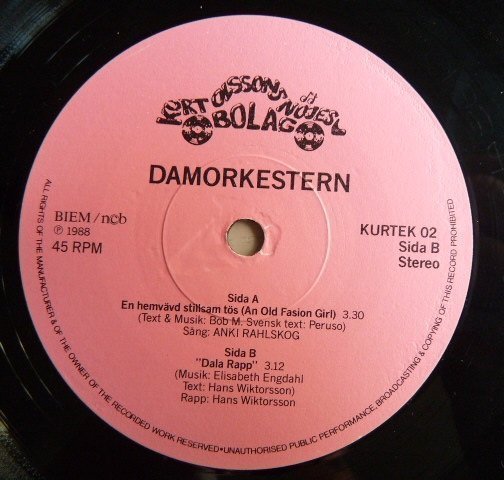 KURT OLSSONS NÖJES
BOLAG
DAMORKESTERN
BIEM/ncb
℗ 1988
45 RPM
KURTEK 02
Sida B
Stereo
Sida A
En hemvävd stillsam tös (An Old Fasion Girl) 3.30
(Text & Musik: Bob M. Svensk text: Peruso)
Sång: ANKI RAHLSKOG
Sida B
"Dala Rapp" 3.12
(Musik: Elisabeth Engdahl
Text: Hans Wiktorsson)
Rapp: Hans Wiktorsson
ALL RIGHTS OF THE MANUFACTURER & OF THE OWNER OF THE RECORDED WORK RESERVED•UNAUTHORISED PUBLIC PERFORMANCE,BROADCASTING & COPYING OF THIS RECORD PROHIBITED